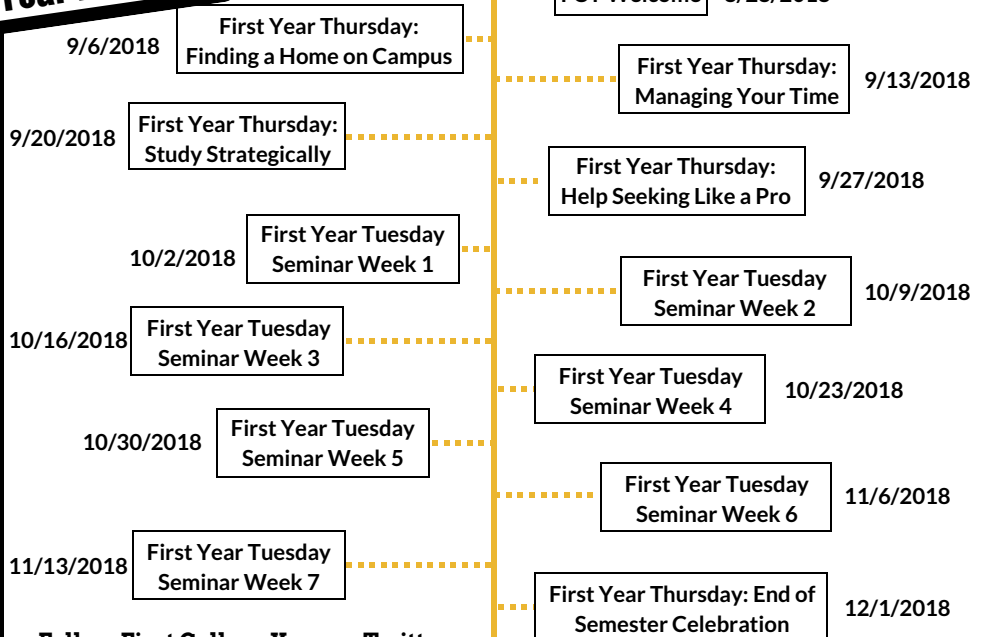 9/6/2018
First Year Thursday:
Finding a Home on Campus
First Year Thursday:
Managing Your Time
9/13/2018
9/20/2018
First Year Thursday:
Study Strategically
First Year Thursday:
Help Seeking Like a Pro
9/27/2018
10/2/2018
First Year Tuesday
Seminar Week 1
First Year Tuesday
Seminar Week 2
10/9/2018
10/16/2018
First Year Tuesday
Seminar Week 3
First Year Tuesday
Seminar Week 4
10/23/2018
10/30/2018
First Year Tuesday
Seminar Week 5
First Year Tuesday
Seminar Week 6
11/6/2018
11/13/2018
First Year Tuesday
Seminar Week 7
First Year Thursday: End of
Semester Celebration
12/1/2018